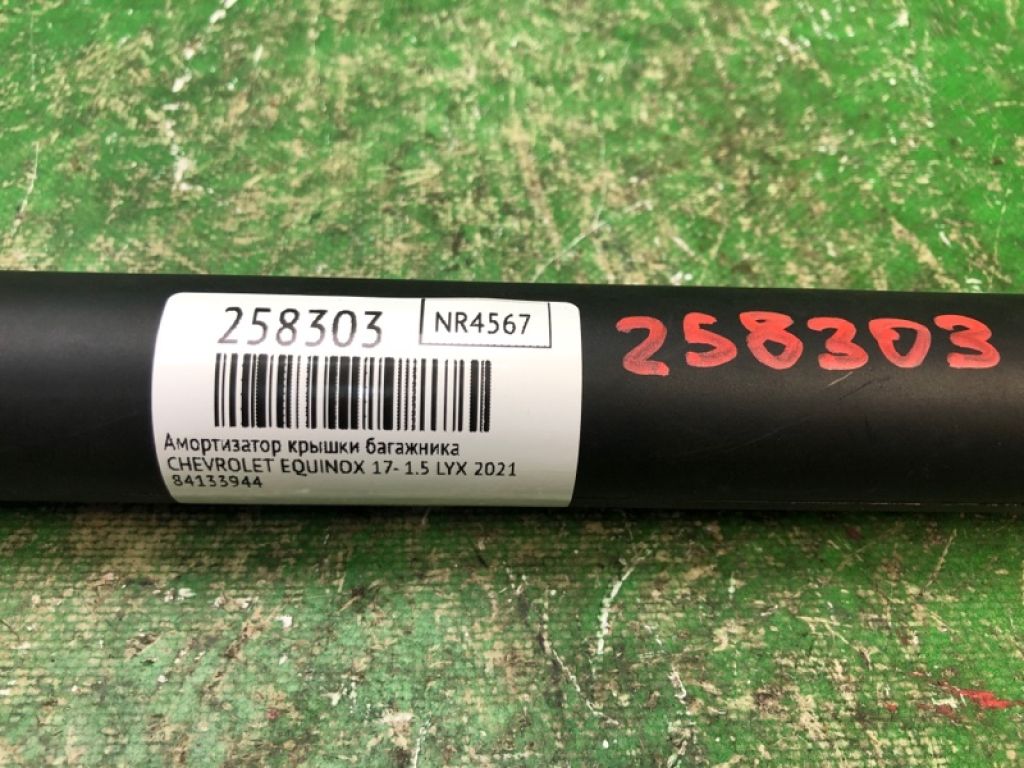 258303 NR4567
258303
Амортизатор крышки багажника
CHEVROLET EQUINOX 17- 1.5 LYX 2021
84133944